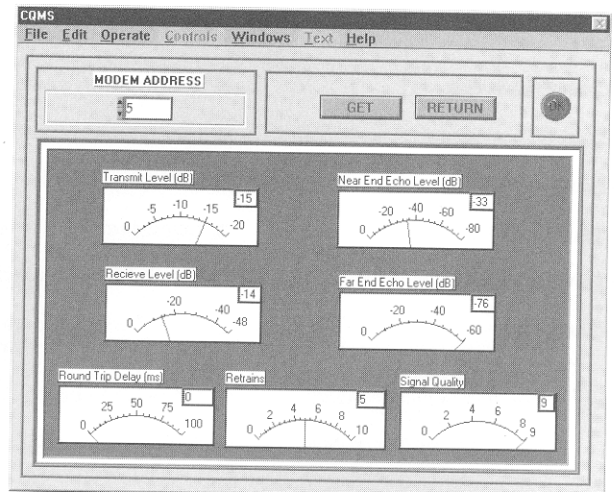 CQMS
File Edit Operate Controls Windows Text Help
MODEM ADDRESS
5
GET RETURN
OK
Transmit Level (dB)
-15
0 -5 -10 -15 -20
Near End Echo Level (dB)
-33
0 -20 -40 -60 -80
Recieve Level (dB)
-14
0 -20 -40 -48
Far End Echo Level (dB)
-76
0 -20 -40 -60
Round Trip Delay (ms)
0
0 25 50 75 100
Retrains
5
0 2 4 6 8 10
Signal Quality
9
0 2 4 6 8 9